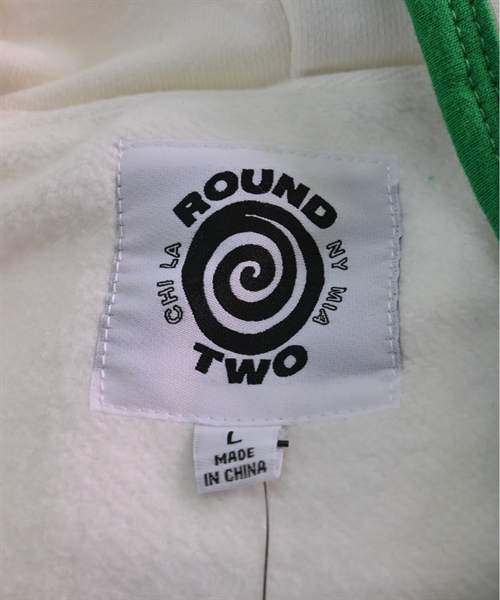 ROUND
CHI LA
NY MIA
TWO
L
MADE
IN CHINA